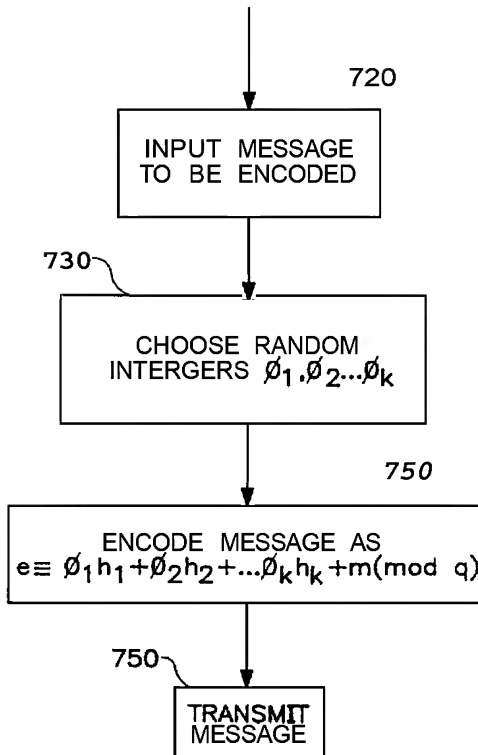 720
INPUT MESSAGE
TO BE ENCODED
730
CHOOSE RANDOM
INTERGERS Ø₁,Ø₂...Øₖ
750
ENCODE MESSAGE AS
e≡ Ø₁h₁+Ø₂h₂+...Øₖhₖ+m(mod q)
750
TRANSMIT
MESSAGE